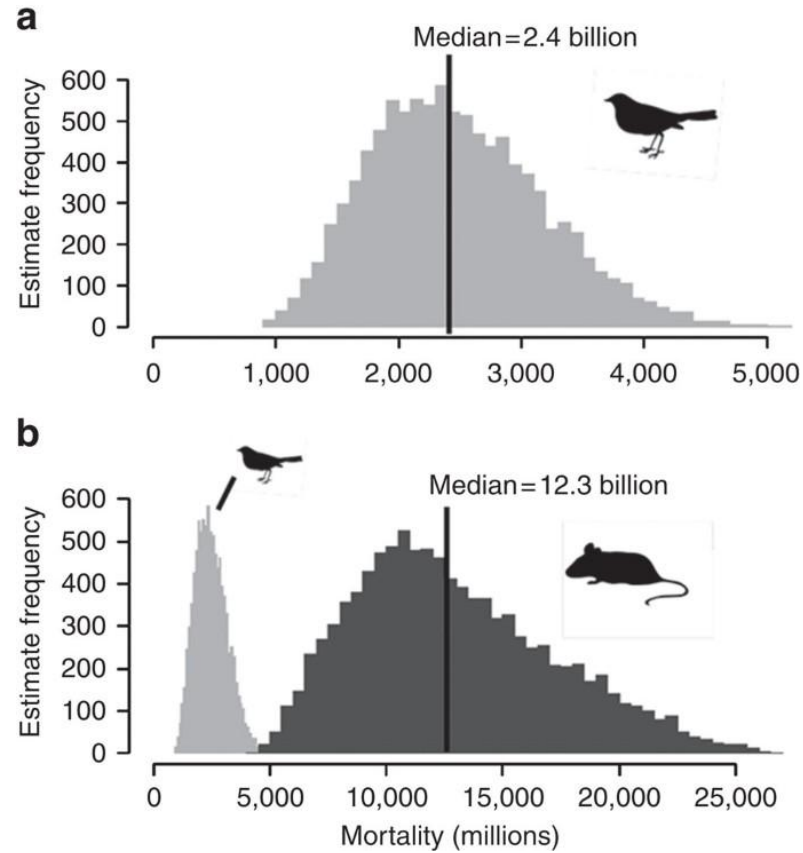 a
Median=2.4 billion
Estimate frequency
600
500
400
300
200
100
0
0 1,000 2,000 3,000 4,000 5,000
b
Median=12.3 billion
Estimate frequency
600
500
400
300
200
100
0
0 5,000 10,000 15,000 20,000 25,000
Mortality (millions)